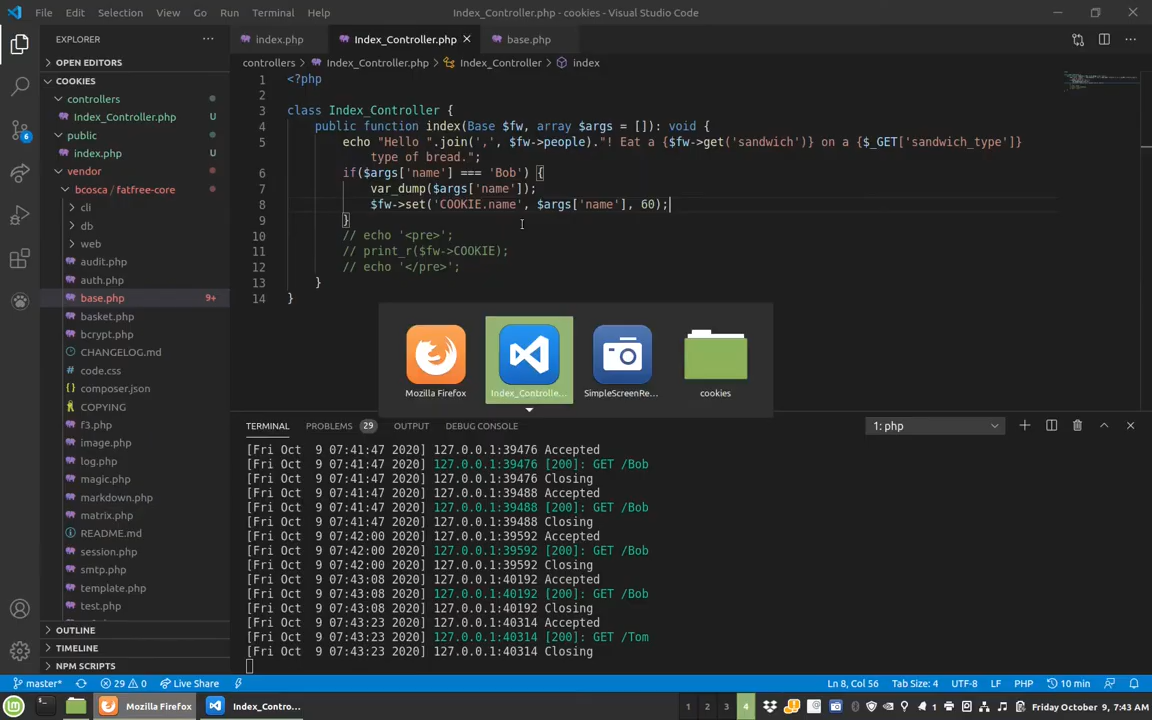 File Edit Selection View Go Run Terminal Help Index_Controller.php - cookies - Visual Studio Code
EXPLORER
OPEN EDITORS
COOKIES
controllers
Index_Controller.php U
public
index.php U
vendor
bcosca / fatfree-core
cli
db
web
audit.php
auth.php
base.php 9+
basket.php
bcrypt.php
CHANGELOG.md
code.css
composer.json
COPYING
f3.php
image.php
log.php
magic.php
markdown.php
matrix.php
README.md
session.php
smtp.php
template.php
test.php
OUTLINE
TIMELINE
NPM SCRIPTS
6
index.php Index_Controller.php base.php
controllers > Index_Controller.php > Index_Controller > index
1 <?php
2
3 class Index_Controller {
4 public function index(Base $fw, array $args = []): void {
5 echo "Hello ".join(',', $fw->people)."! Eat a {$fw->get('sandwich')} on a {$_GET['sandwich_type']}
type of bread.";
6 if($args['name'] === 'Bob') {
7 var_dump($args['name']);
8 $fw->set('COOKIE.name', $args['name'], 60);
9 }
10 // echo '<pre>';
11 // print_r($fw->COOKIE);
12 // echo '</pre>';
13 }
14 }
Mozilla Firefox Index_Controlle... SimpleScreenRe... cookies
TERMINAL PROBLEMS 29 OUTPUT DEBUG CONSOLE 1: php
[Fri Oct 9 07:41:47 2020] 127.0.0.1:39476 Accepted
[Fri Oct 9 07:41:47 2020] 127.0.0.1:39476 [200]: GET /Bob
[Fri Oct 9 07:41:47 2020] 127.0.0.1:39476 Closing
[Fri Oct 9 07:41:47 2020] 127.0.0.1:39488 Accepted
[Fri Oct 9 07:41:47 2020] 127.0.0.1:39488 [200]: GET /Bob
[Fri Oct 9 07:41:47 2020] 127.0.0.1:39488 Closing
[Fri Oct 9 07:42:00 2020] 127.0.0.1:39592 Accepted
[Fri Oct 9 07:42:00 2020] 127.0.0.1:39592 [200]: GET /Bob
[Fri Oct 9 07:42:00 2020] 127.0.0.1:39592 Closing
[Fri Oct 9 07:43:08 2020] 127.0.0.1:40192 Accepted
[Fri Oct 9 07:43:08 2020] 127.0.0.1:40192 [200]: GET /Bob
[Fri Oct 9 07:43:08 2020] 127.0.0.1:40192 Closing
[Fri Oct 9 07:43:23 2020] 127.0.0.1:40314 Accepted
[Fri Oct 9 07:43:23 2020] 127.0.0.1:40314 [200]: GET /Tom
[Fri Oct 9 07:43:23 2020] 127.0.0.1:40314 Closing
master* 29 0 Live Share Ln 8, Col 56 Tab Size: 4 UTF-8 LF PHP 10 min
Mozilla Firefox Index_Contro... 1 2 3 4 1 Friday October 9, 7:43 AM